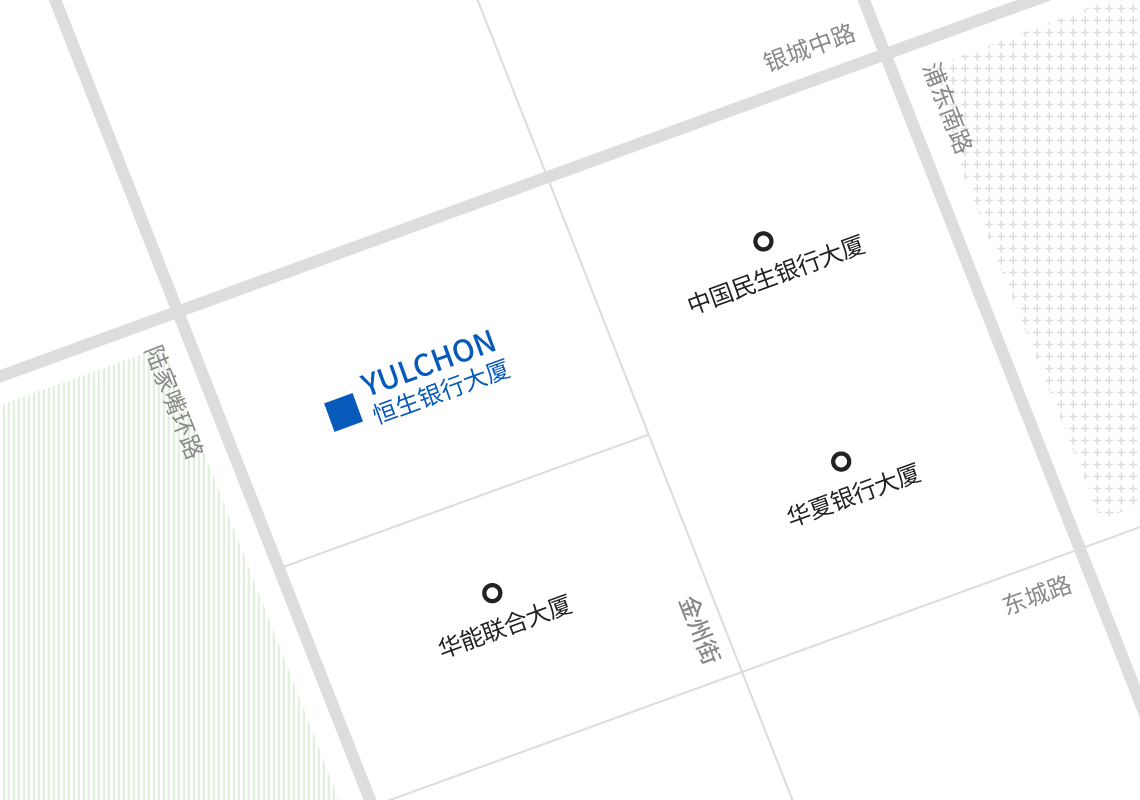 银城中路
浦东南路
中国民生银行大厦
YULCHON
恒生银行大厦
陆家嘴环路
华夏银行大厦
东城路
华能联合大厦
金州街